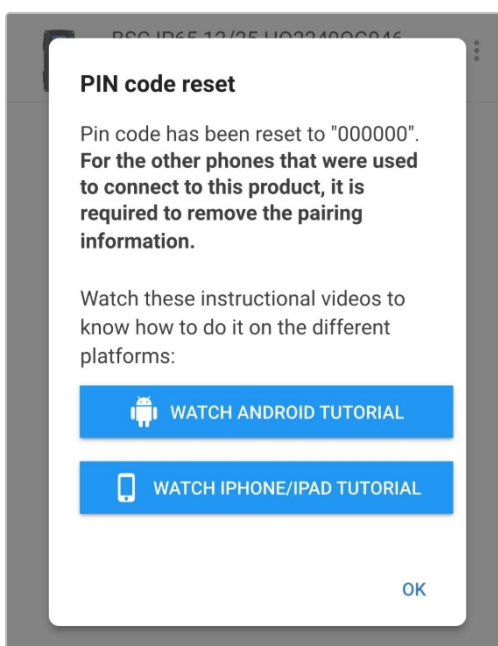 PIN code reset
Pin code has been reset to "000000".
For the other phones that were used
to connect to this product, it is
required to remove the pairing
information.
Watch these instructional videos to
know how to do it on the different
platforms:
WATCH ANDROID TUTORIAL
WATCH IPHONE/IPAD TUTORIAL
OK